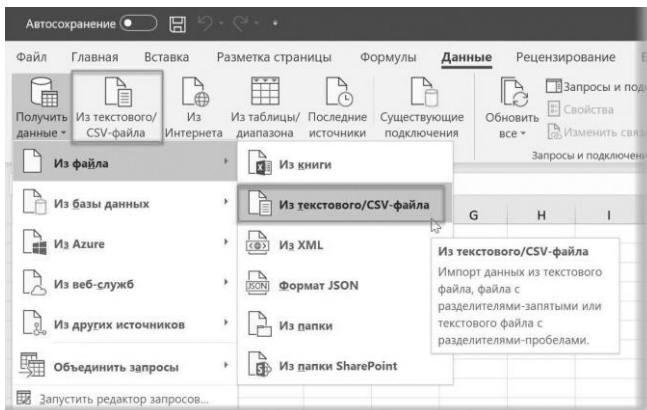 Автосохранение
Файл Главная Вставка Разметка страницы Формулы Данные Рецензирование
Получить данные
Из текстового/CSV-файла
Из Интернета
Из таблицы/диапазона
Последние источники
Существующие подключения
Обновить все
Запросы и под
Свойства
Изменить свя
Запросы и подключен
Из файла
Из базы данных
Из Azure
Из веб-служб
Из других источников
Объединить запросы
Запустить редактор запросов...
Из книги
Из текстового/CSV-файла
Из XML
JSON Формат JSON
Из папки
Из папки SharePoint
G H I
Из текстового/CSV-файла
Импорт данных из текстового
файла, файла с
разделителями-запятыми или
текстового файла с
разделителями-пробелами.